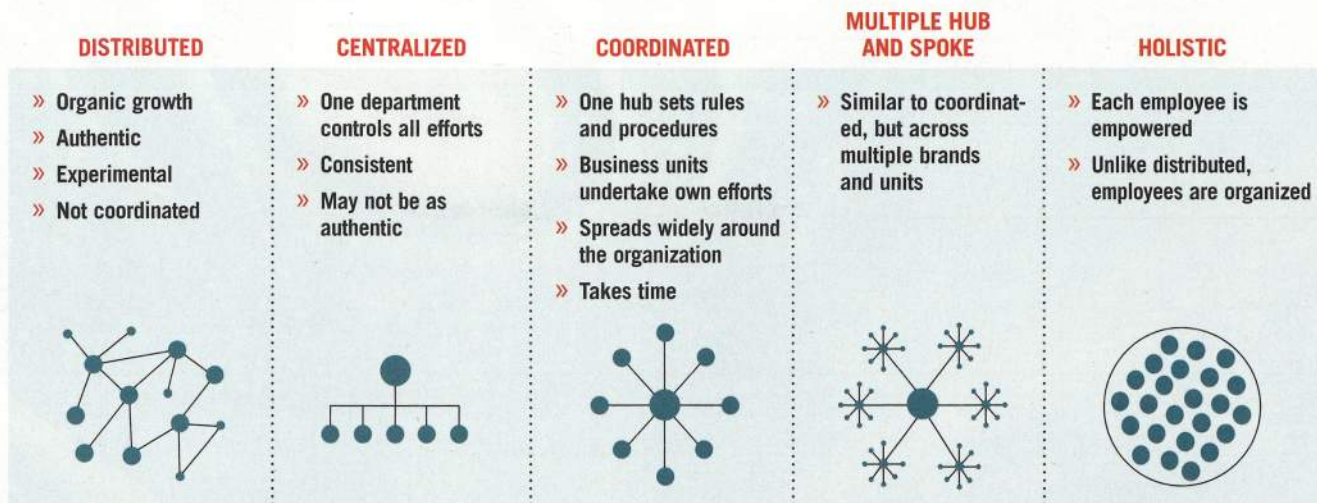 DISTRIBUTED
» Organic growth
» Authentic
» Experimental
» Not coordinated
CENTRALIZED
» One department
controls all efforts
» Consistent
» May not be as
authentic
COORDINATED
» One hub sets rules
and procedures
» Business units
undertake own efforts
» Spreads widely around
the organization
» Takes time
MULTIPLE HUB
AND SPOKE
» Similar to coordinat-
ed, but across
multiple brands
and units
HOLISTIC
» Each employee is
empowered
» Unlike distributed,
employees are organized